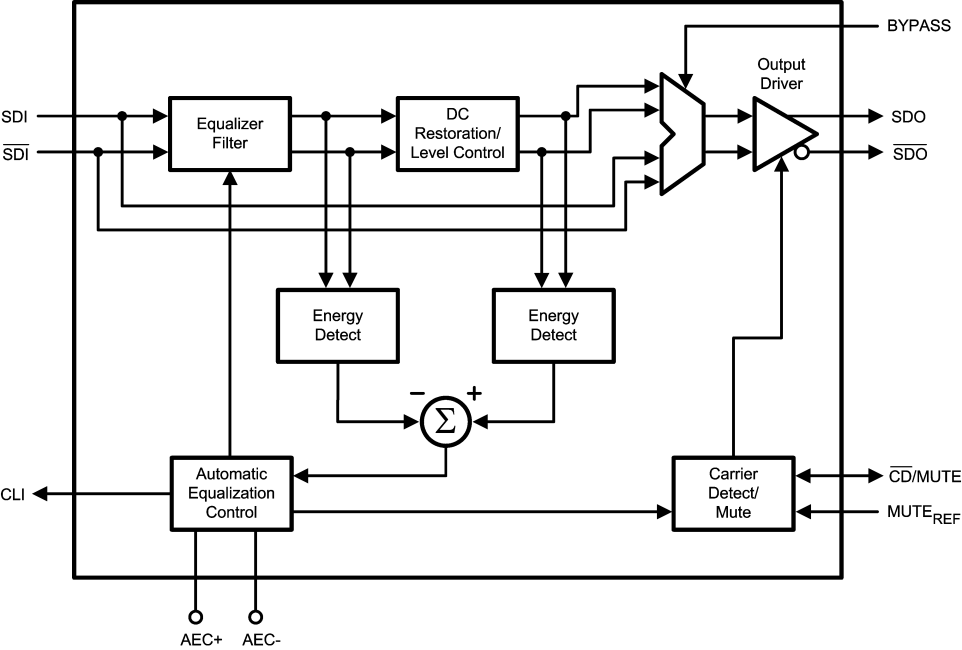 BYPASS
Output
Driver
SDI
SDI
Equalizer
Filter
DC
Restoration/
Level Control
SDO
SDO
Energy
Detect
Energy
Detect
− +
Σ
Automatic
Equalization
Control
Carrier
Detect/
Mute
CLI
CD/MUTE
MUTEREF
AEC+ AEC-